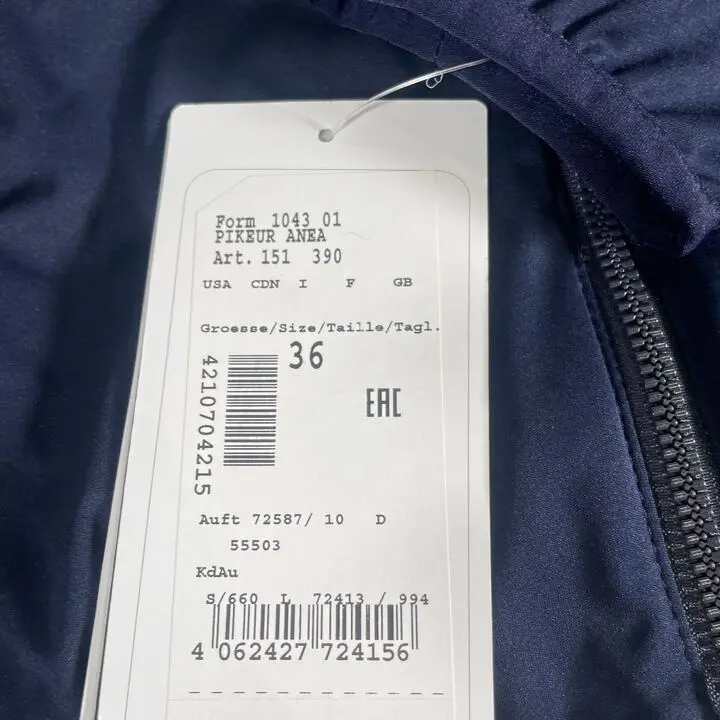 Form 1043 01
PIKEUR ANEA
Art. 151 390
USA CDN I F GB
Groesse/Size/Taille/Tagl.
36
4210704215
EAC
Auft 72587/ 10 D
55503
KdAu
S/660 L 72413 / 994
4 062427 724156